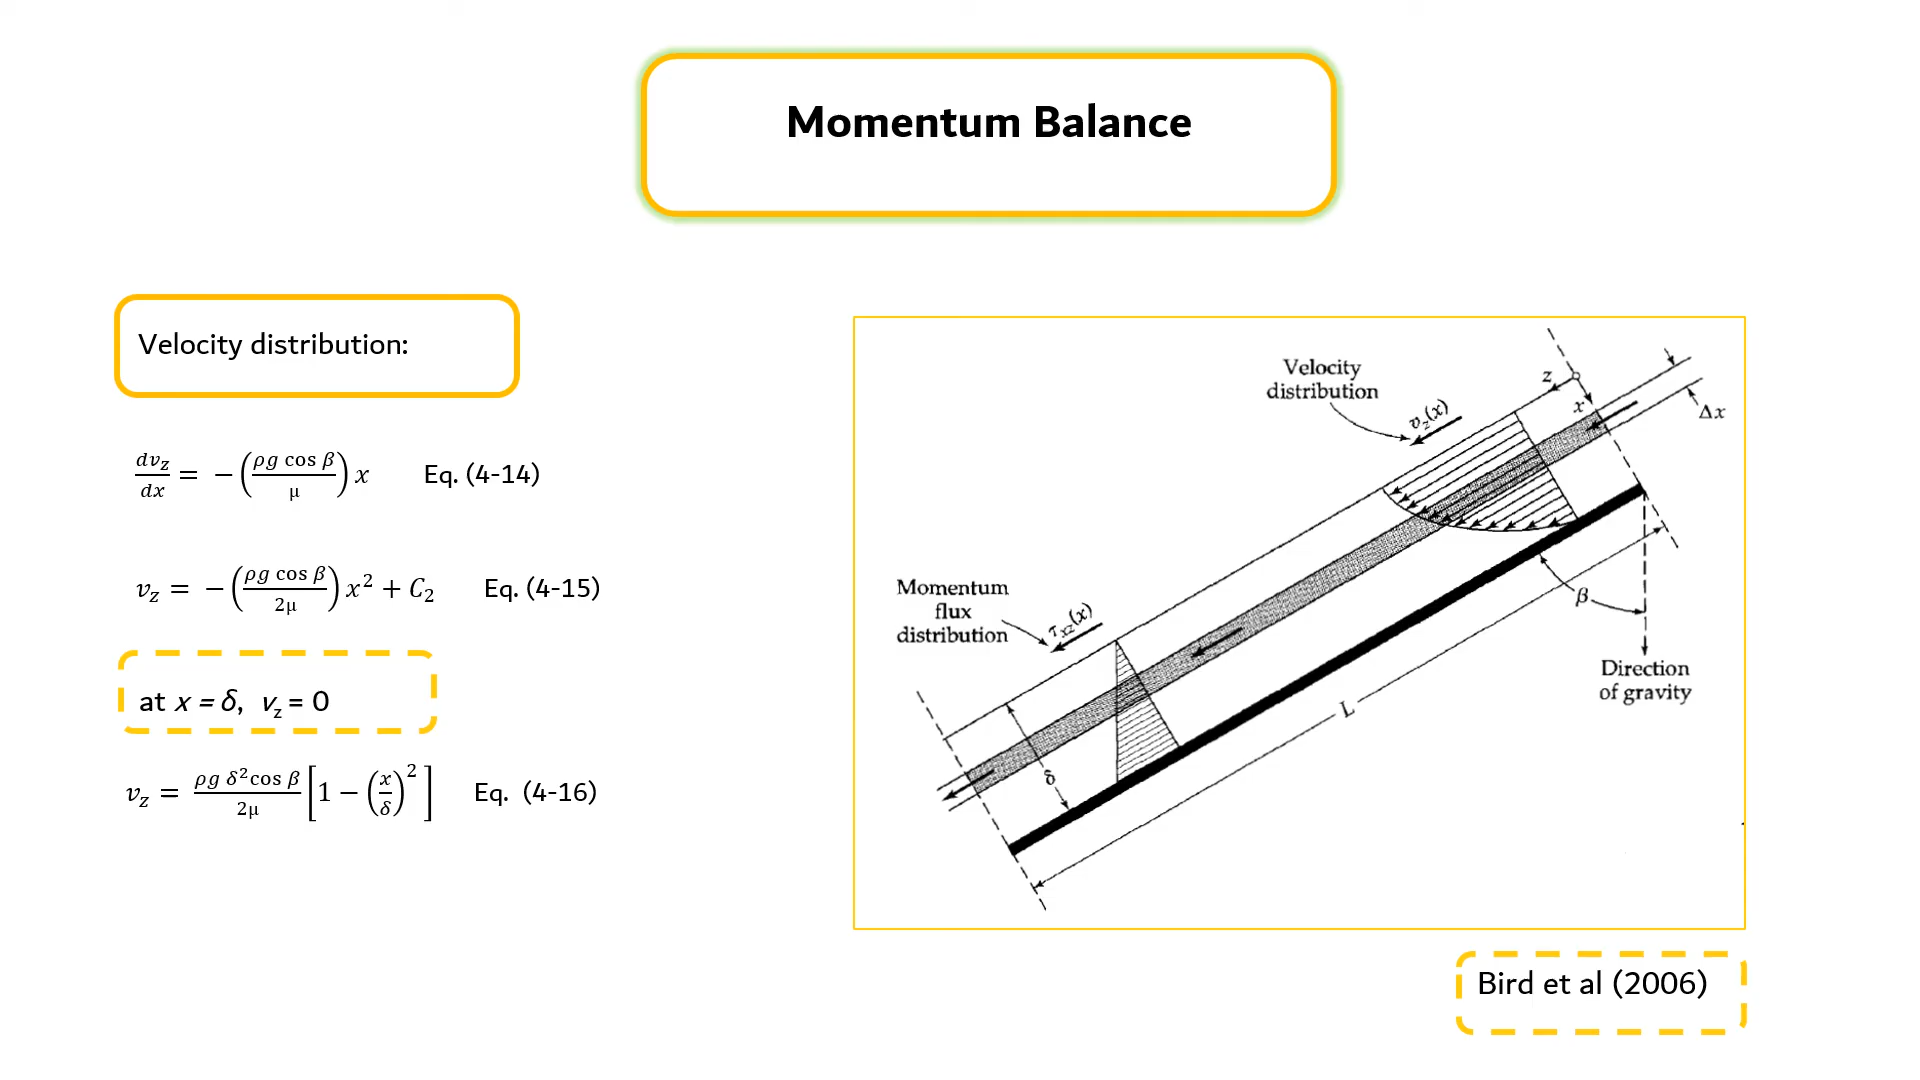 Momentum Balance
Velocity distribution:
dv_z/dx = −(ρg cos β/μ) x Eq. (4-14)
v_z = −(ρg cos β/2μ) x² + C₂ Eq. (4-15)
at x = δ, v_z = 0
v_z = ρg δ² cos β/2μ [1 − (x/δ)²] Eq. (4-16)
Velocity
distribution
v_z(x)
z
x
Δx
Momentum
flux
distribution
τ_xz(x)
β
Direction
of gravity
L
δ
Bird et al (2006)